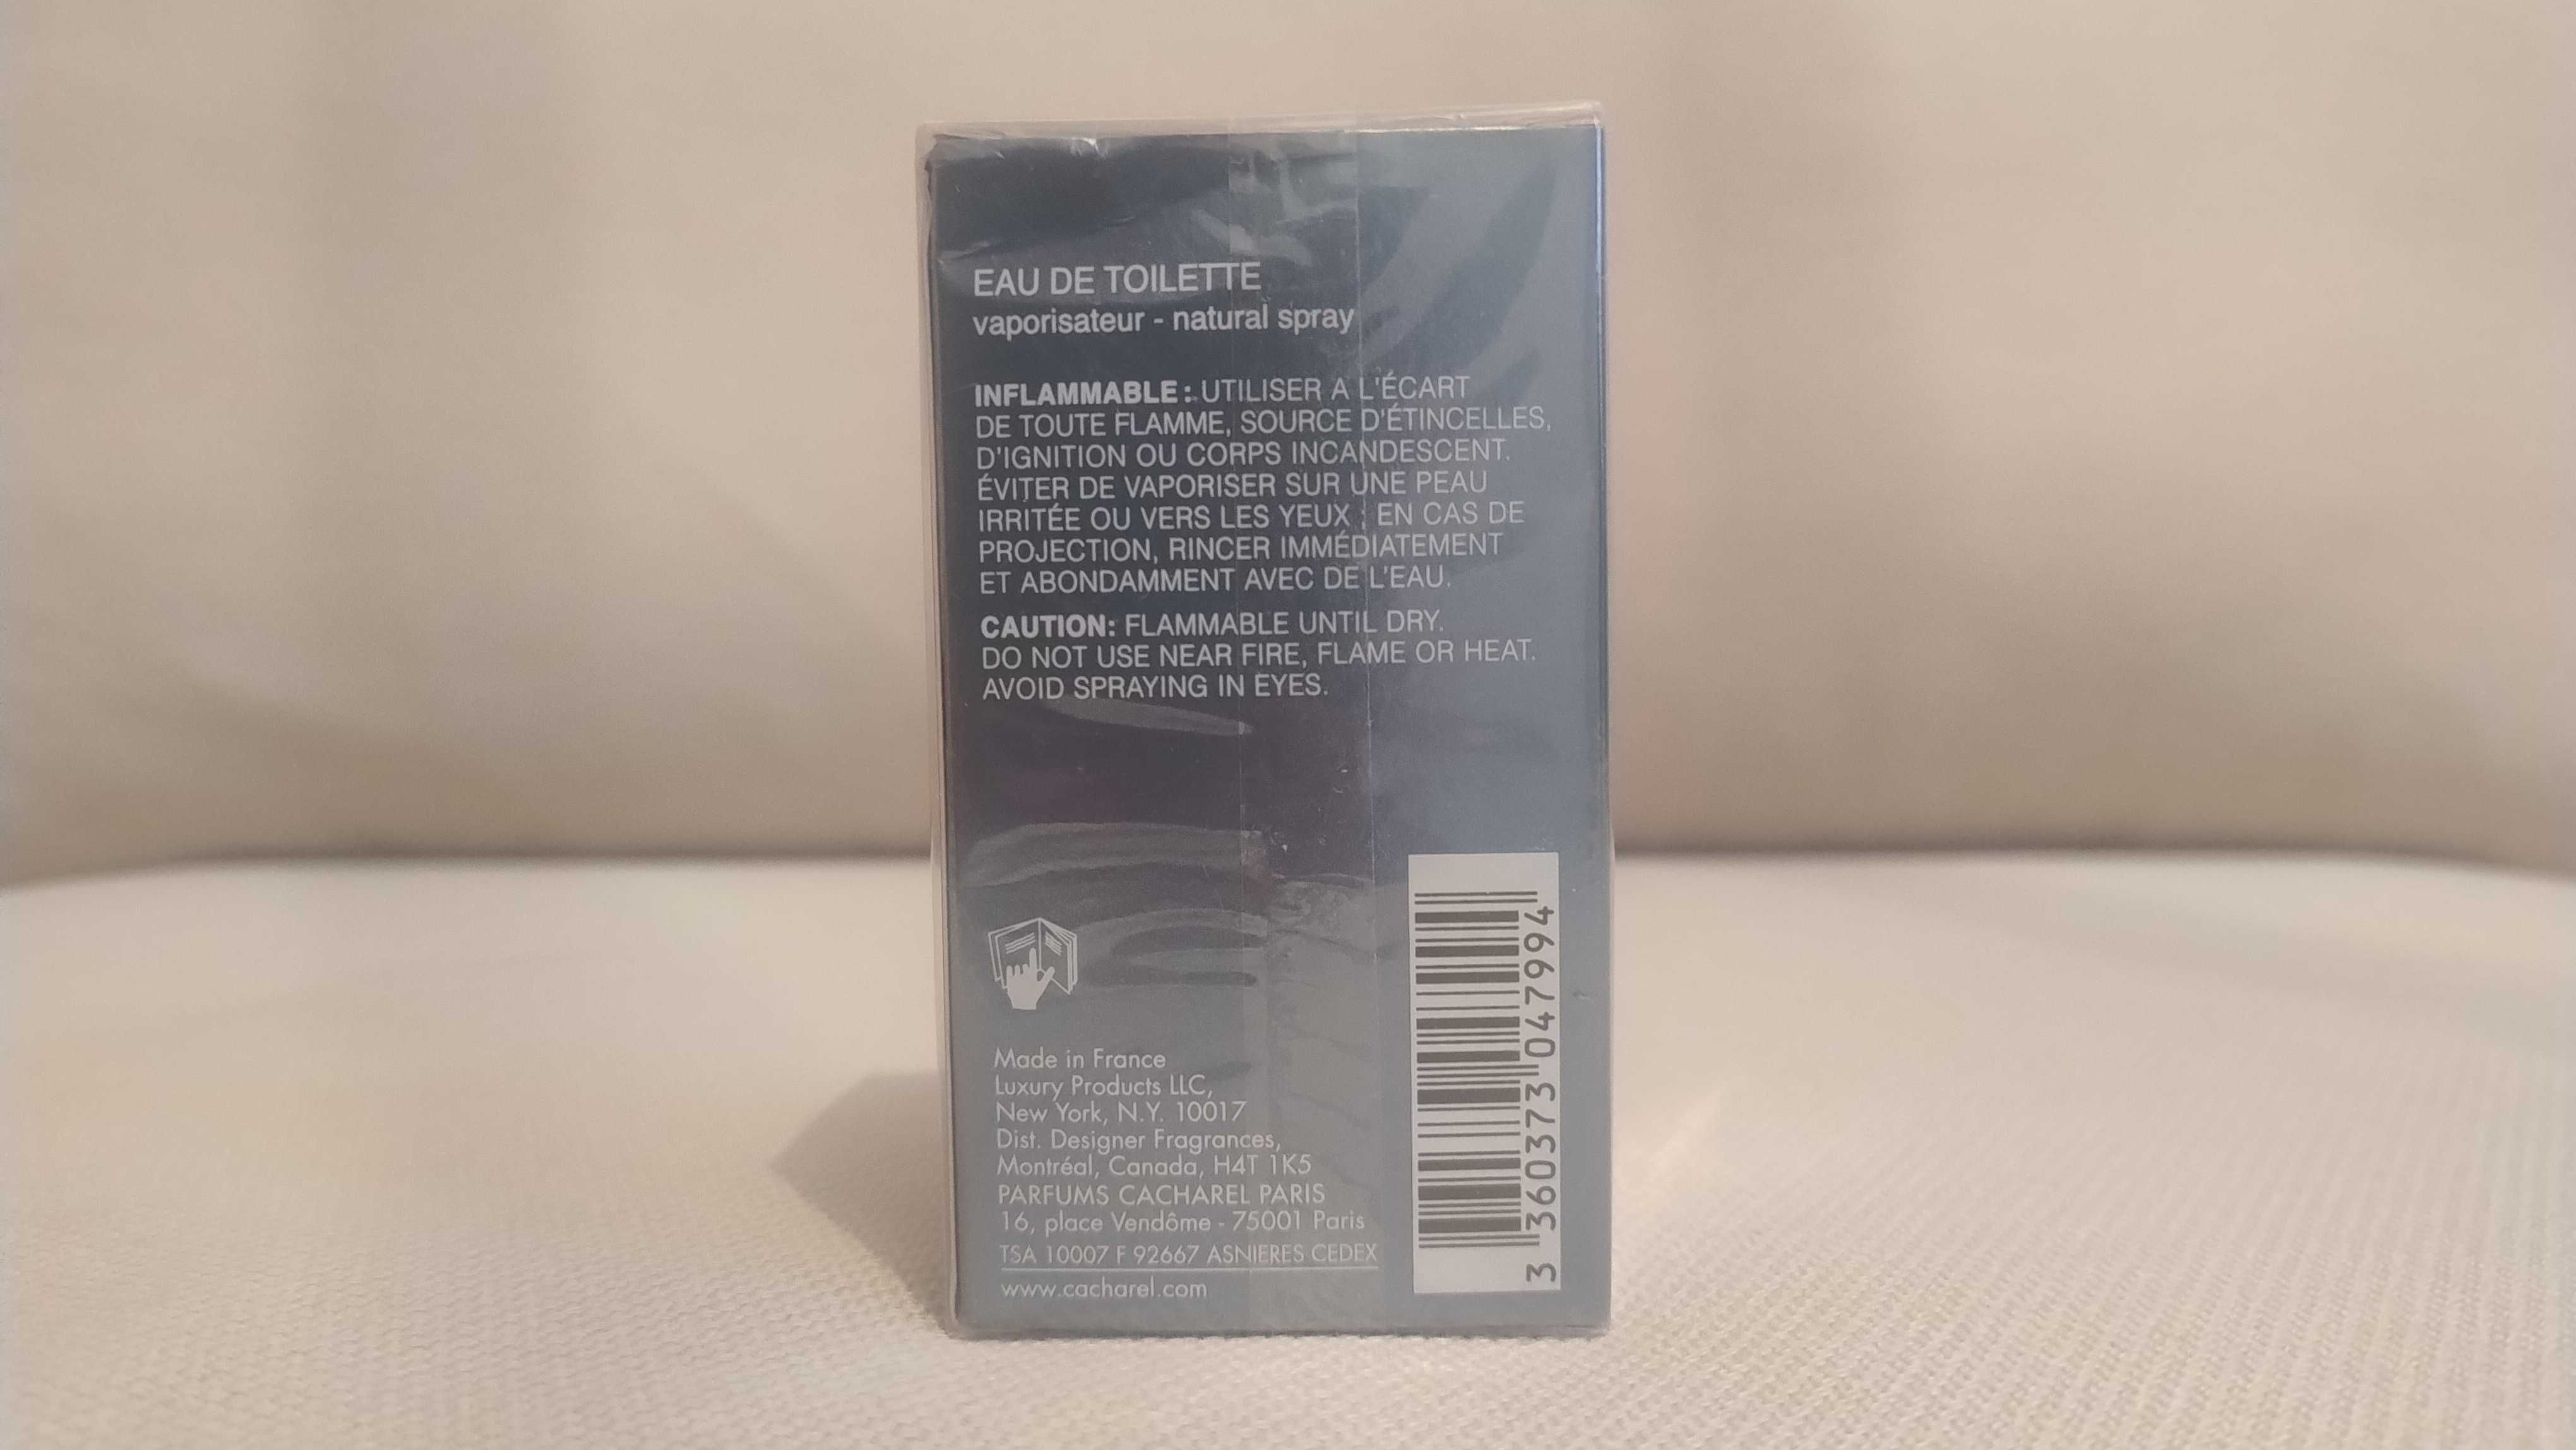 EAU DE TOILETTE
vaporisateur - natural spray
INFLAMMABLE : UTILISER A L'ÉCART
DE TOUTE FLAMME, SOURCE D'ÉTINCELLES,
D'IGNITION OU CORPS INCANDESCENT.
ÉVITER DE VAPORISER SUR UNE PEAU
IRRITÉE OU VERS LES YEUX : EN CAS DE
PROJECTION, RINCER IMMÉDIATEMENT
ET ABONDAMMENT AVEC DE L'EAU.
CAUTION: FLAMMABLE UNTIL DRY.
DO NOT USE NEAR FIRE, FLAME OR HEAT.
AVOID SPRAYING IN EYES.
Made in France
Luxury Products LLC,
New York, N.Y. 10017
Dist. Designer Fragrances,
Montréal, Canada, H4T 1K5
PARFUMS CACHAREL PARIS
16, place Vendôme - 75001 Paris
TSA 10007 F 92667 ASNIERES CEDEX
www.cacharel.com
3 360373 047994